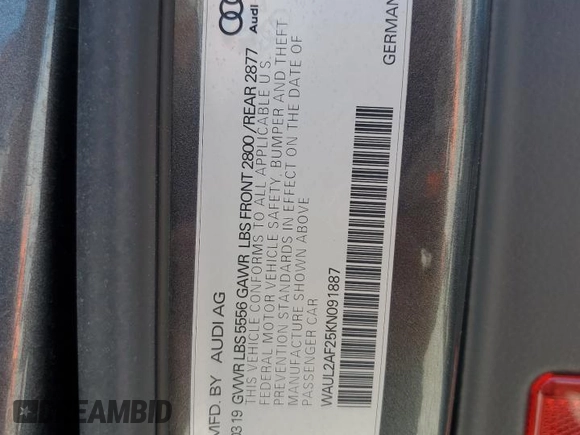 Audi
MFD. BY AUDI AG GERMANY
0319 GVWR LBS 5556 GAWR LBS FRONT 2800/REAR 2877
THIS VEHICLE CONFORMS TO ALL APPLICABLE U.S.
FEDERAL MOTOR VEHICLE SAFETY, BUMPER AND THEFT
PREVENTION STANDARDS IN EFFECT ON THE DATE OF
MANUFACTURE SHOWN ABOVE
PASSENGER CAR
WAUL2AF25KN091887
DREAMBID